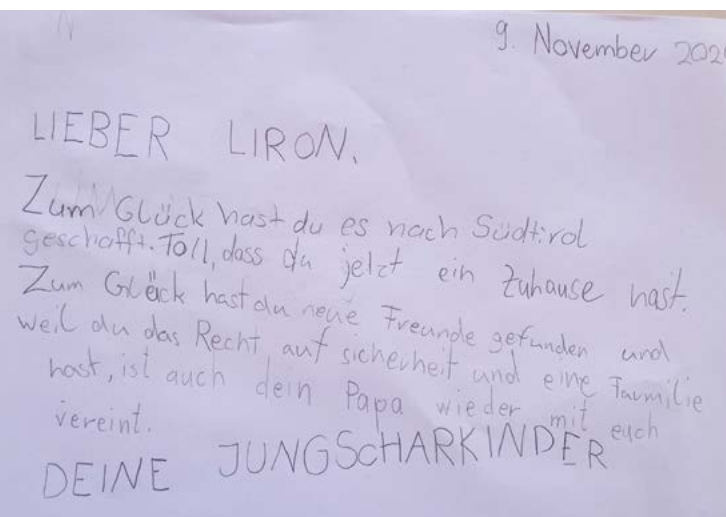 9. November 202
LIEBER LIRON.
Zum Glück hast du es nach Südtirol
geschafft. Toll, dass du jetzt ein Zuhause hast.
Zum Glück hast du neue Freunde gefunden und
weil du das Recht auf sicherheit und eine Familie
hast, ist auch dein Papa wieder mit euch
vereint.
DEINE JUNGSCHARKINDER